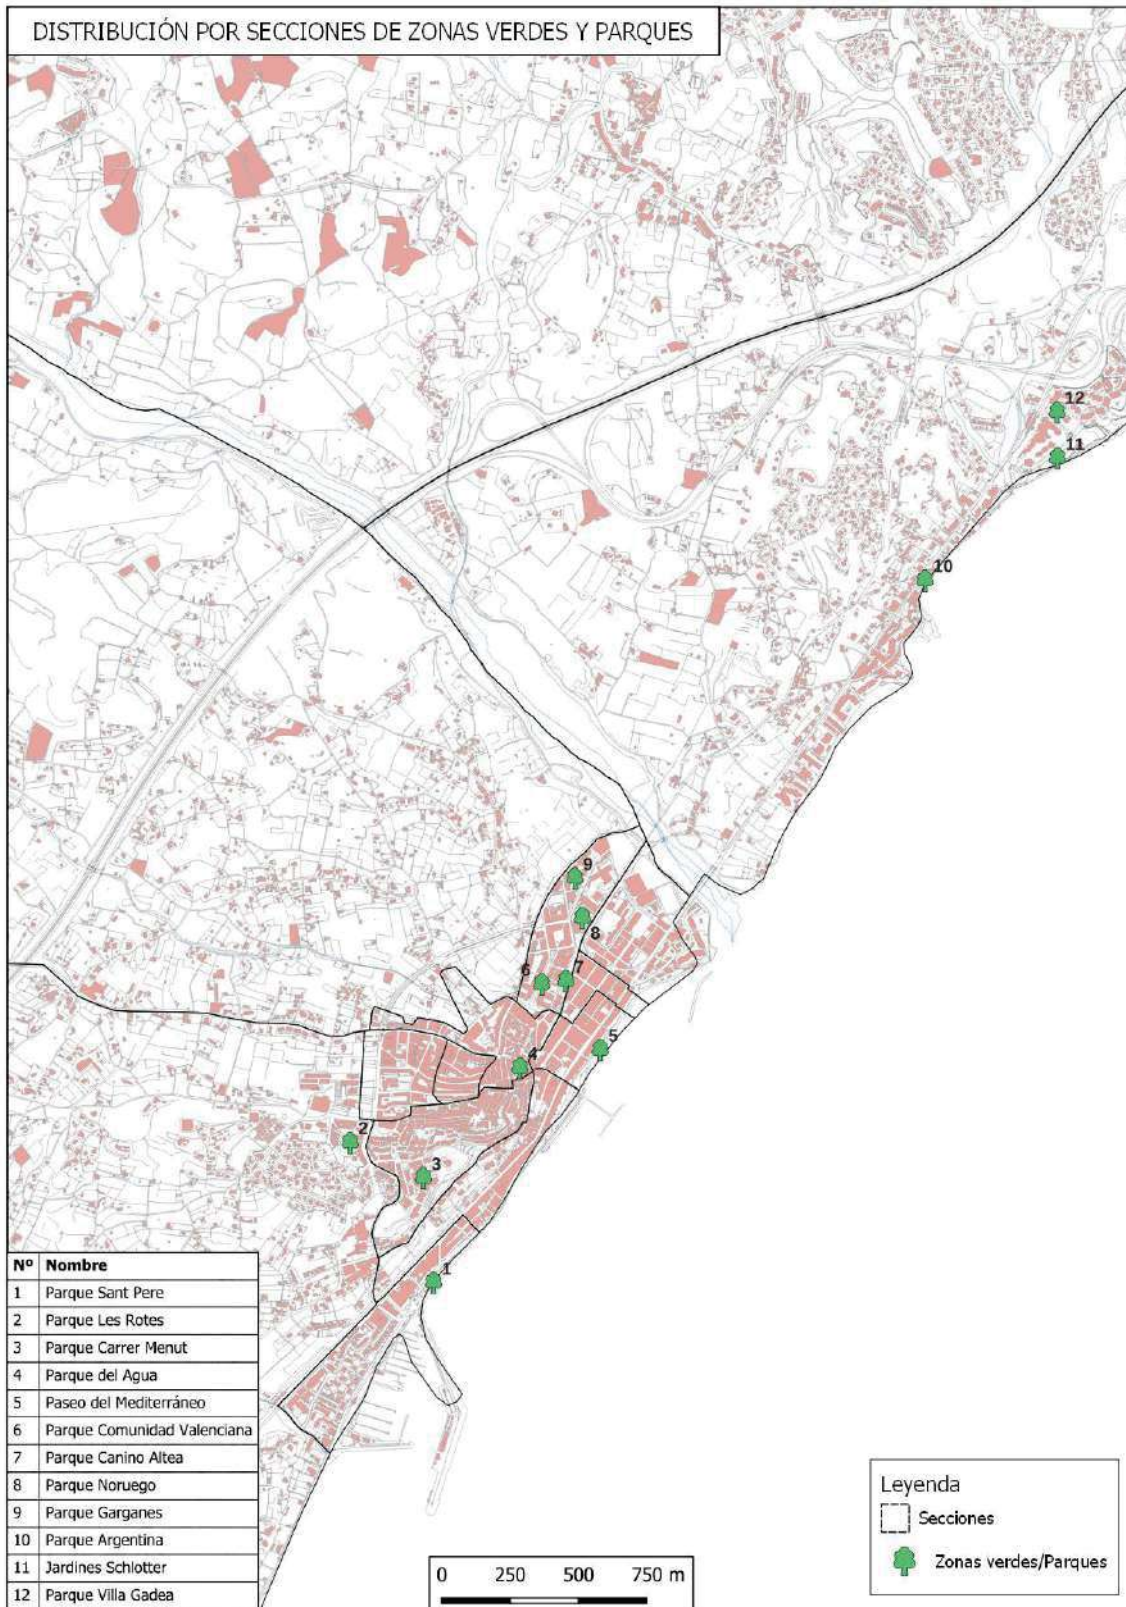 DISTRIBUCIÓN POR SECCIONES DE ZONAS VERDES Y PARQUES
12
11
10
9
8
6
7
5
4
2
3
1
Nº Nombre
1 Parque Sant Pere
2 Parque Les Rotes
3 Parque Carrer Menut
4 Parque del Agua
5 Paseo del Mediterráneo
6 Parque Comunidad Valenciana
7 Parque Canino Altea
8 Parque Noruego
9 Parque Garganes
10 Parque Argentina
11 Jardines Schlotter
12 Parque Villa Gadea
Leyenda
Secciones
Zonas verdes/Parques
0 250 500 750 m